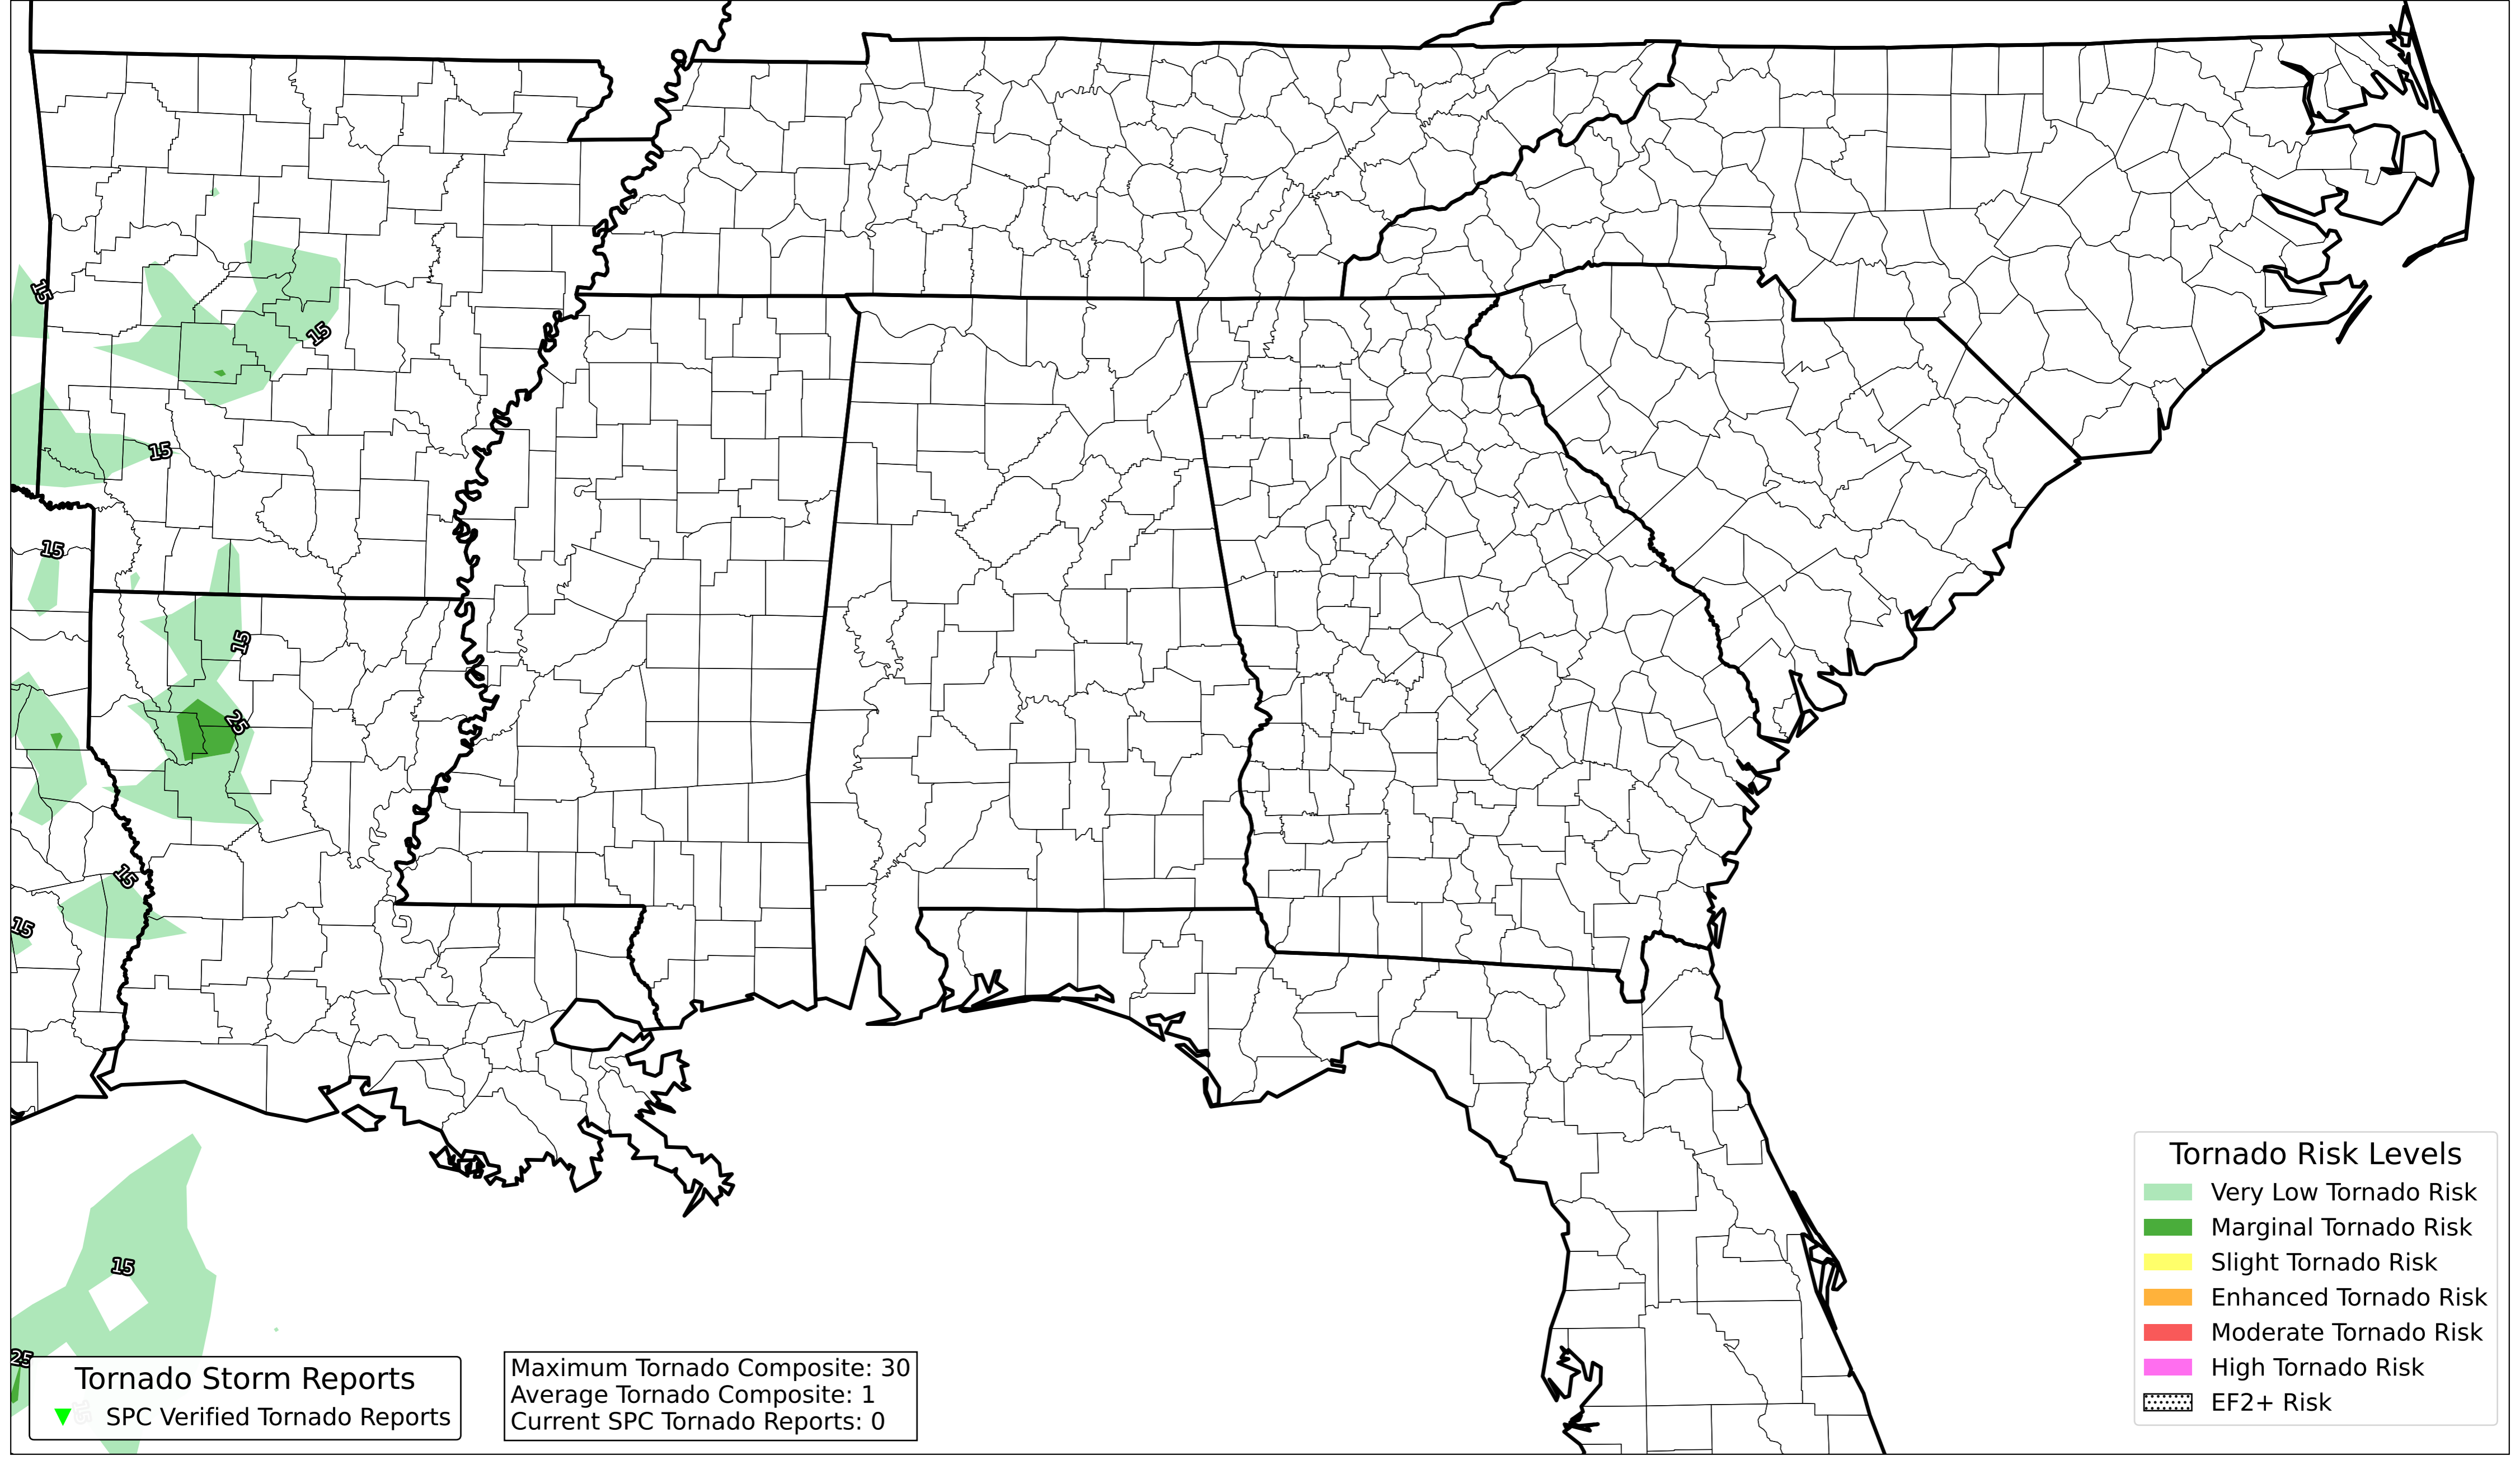 15
15
15
15
15
25
15
15
15
25
Tornado Storm Reports
SPC Verified Tornado Reports
15
Maximum Tornado Composite: 30
Average Tornado Composite: 1
Current SPC Tornado Reports: 0
Tornado Risk Levels
Very Low Tornado Risk
Marginal Tornado Risk
Slight Tornado Risk
Enhanced Tornado Risk
Moderate Tornado Risk
High Tornado Risk
EF2+ Risk